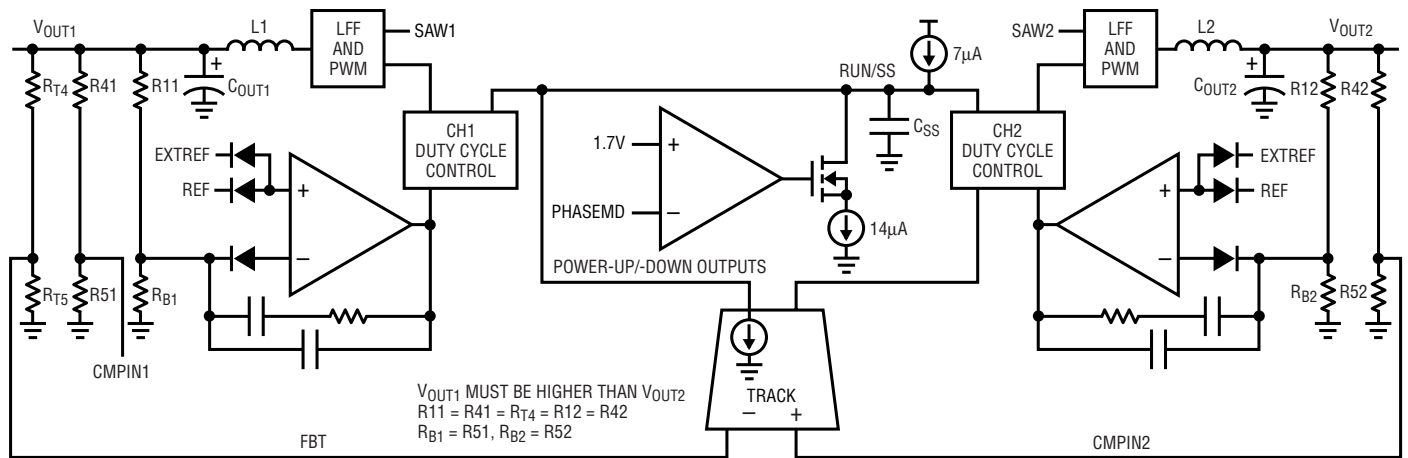 VOUT1
L1
LFF
AND
PWM
SAW1
RT4
R41
R11
+
COUT1
CH1
DUTY CYCLE
CONTROL
EXTREF
REF
+
−
RT5
R51
RB1
CMPIN1
FBT
RUN/SS
7µA
CSS
1.7V
+
PHASEMD
−
14µA
POWER-UP/-DOWN OUTPUTS
TRACK
− +
VOUT1 MUST BE HIGHER THAN VOUT2
R11 = R41 = RT4 = R12 = R42
RB1 = R51, RB2 = R52
SAW2
LFF
AND
PWM
L2
VOUT2
+
COUT2
R12
R42
CH2
DUTY CYCLE
CONTROL
EXTREF
REF
+
−
RB2
R52
CMPIN2